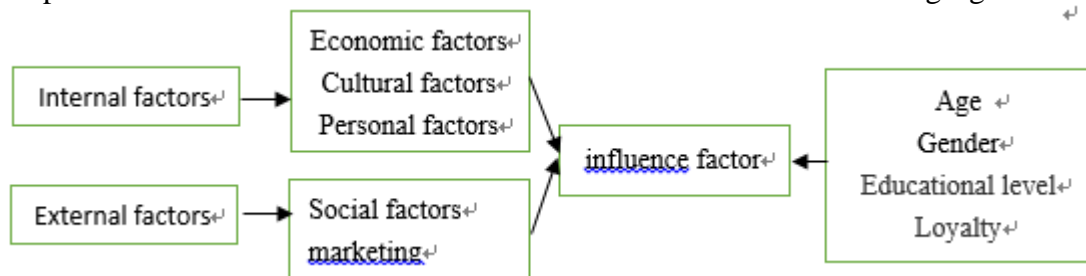 Economic factors
Cultural factors
Personal factors
Internal factors
External factors
Social factors
marketing
influence factor
Age
Gender
Educational level
Loyalty